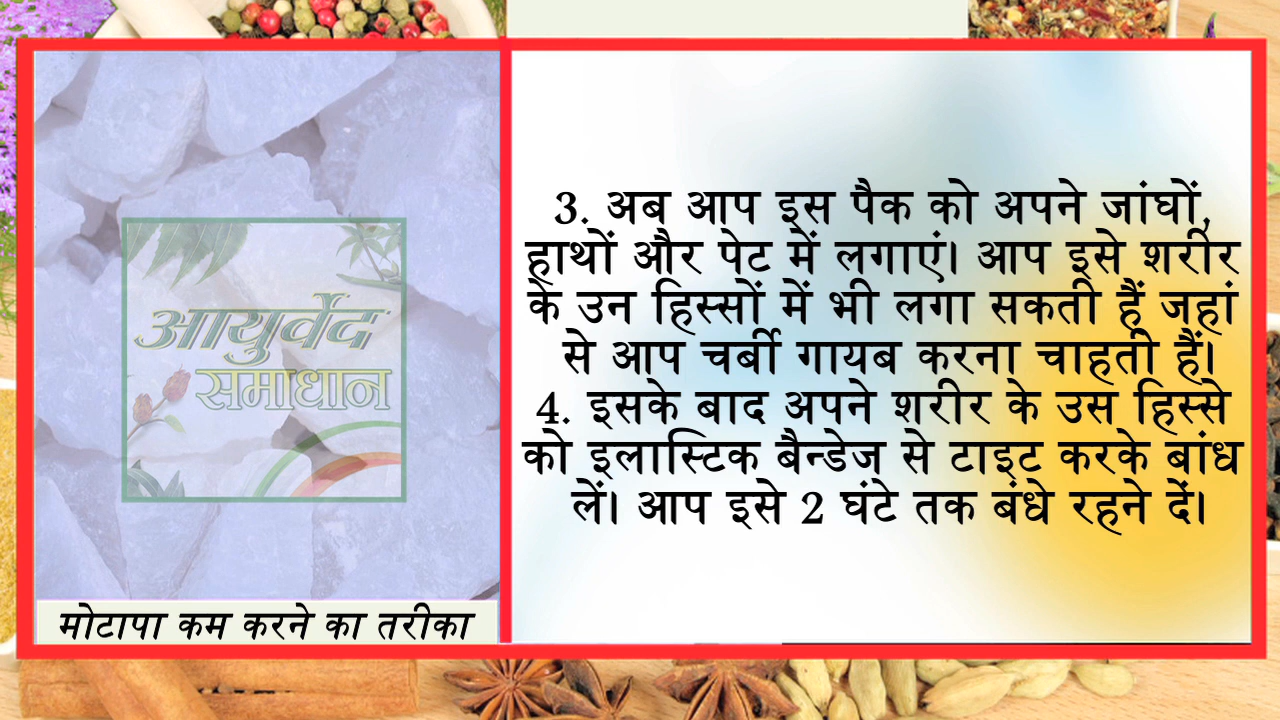 3. अब आप इस पैक को अपने जांघों,
हाथों और पेट में लगाएं। आप इसे शरीर
के उन हिस्सों में भी लगा सकती हैं जहां
से आप चर्बी गायब करना चाहती हैं।
4. इसके बाद अपने शरीर के उस हिस्से
को इलास्टिक बैन्डेज से टाइट करके बांध
लें। आप इसे 2 घंटे तक बंधे रहने दें।
आयुर्वेद
समाधान
मोटापा कम करने का तरीका